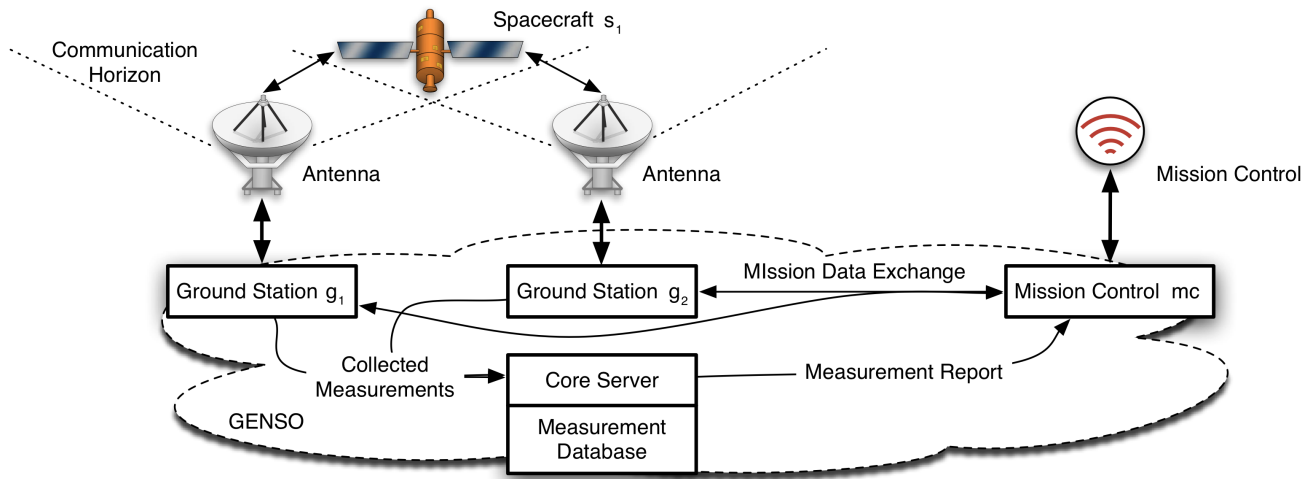 Spacecraft s1
Communication
Horizon
Antenna
Antenna
Mission Control
MIssion Data Exchange
Ground Station g1
Ground Station g2
Mission Control mc
Collected
Measurements
Core Server
Measurement Report
GENSO
Measurement
Database